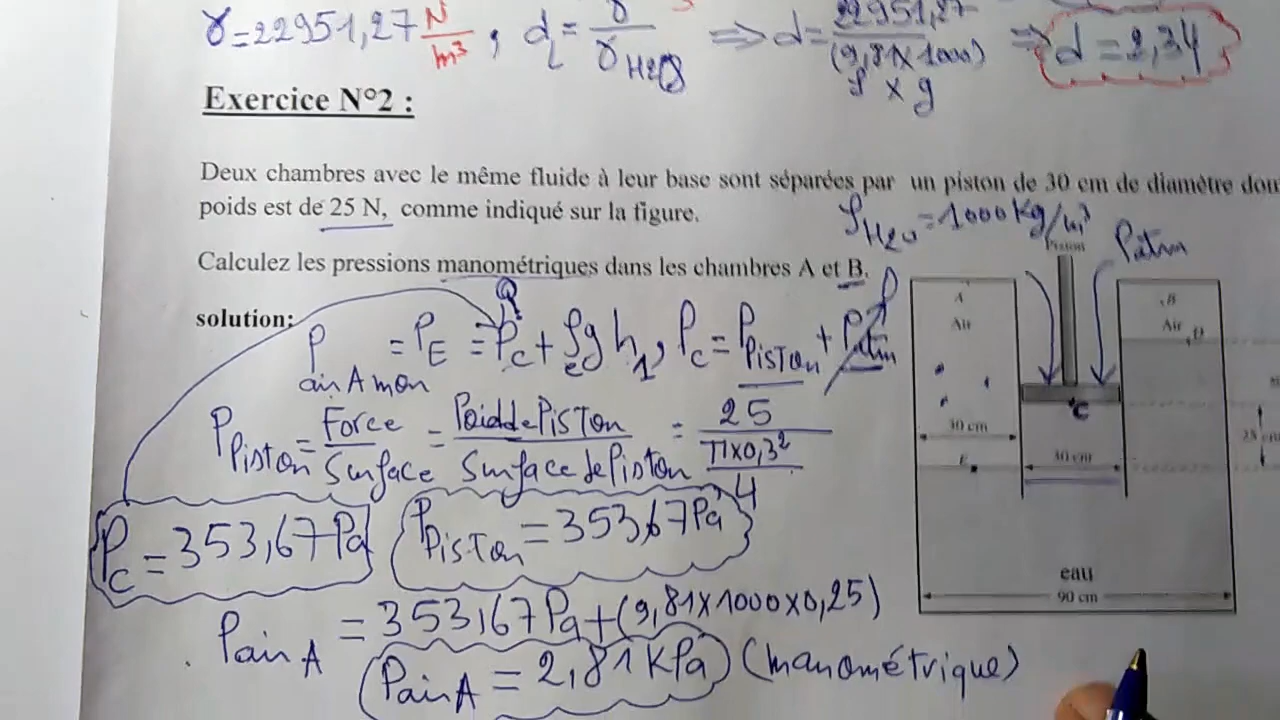 γ=22951,27 N/m³ , d_L = γ/γ_H2O ⟹ d = 22951,27/(9,81×1000) ⟹ d = 2,34
ρ × g
Exercice N°2 :
Deux chambres avec le même fluide à leur base sont séparées par un piston de 30 cm de diamètre
poids est de 25 N, comme indiqué sur la figure.
ρ_H2O = 1000 Kg/m³
Calculez les pressions manométriques dans les chambres A et B.
Piston
Patm
solution:
P_air A mon = P_E = P_C + ρ_e g h_1, P_C = P_PisTon + Patm
0
A
Air
B
Air
D
C
P_PisTon = Force/Surface = Poid de PisTon/Surface de Piston = 25/(π×0,3²/4)
30 cm
30 cm
25 cm
E
P_C = 353,67 Pa
P_PisTon = 353,67 Pa
eau
90 cm
Pair_A = 353,67 Pa + (9,81×1000×0,25)
Pair_A = 2,81 KPa (manométrique)